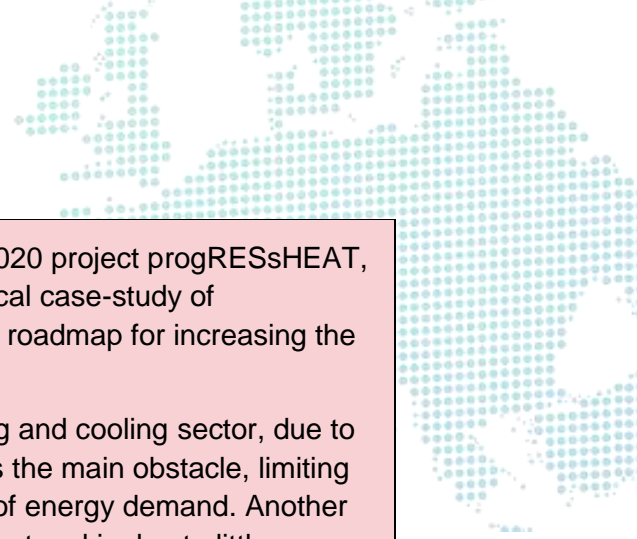 020 project progRESsHEAT,
cal case-study of
roadmap for increasing the
g and cooling sector, due to
s the main obstacle, limiting
of energy demand. Another